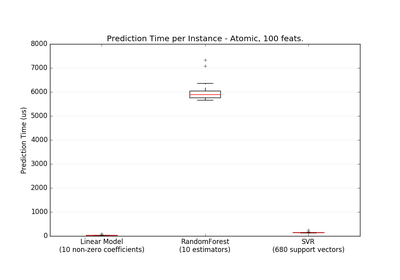 Prediction Time per Instance - Atomic, 100 feats.
8000
7000
6000
5000
4000
3000
2000
1000
0
Prediction Time (us)
Linear Model
(10 non-zero coefficients)
RandomForest
(10 estimators)
SVR
(680 support vectors)